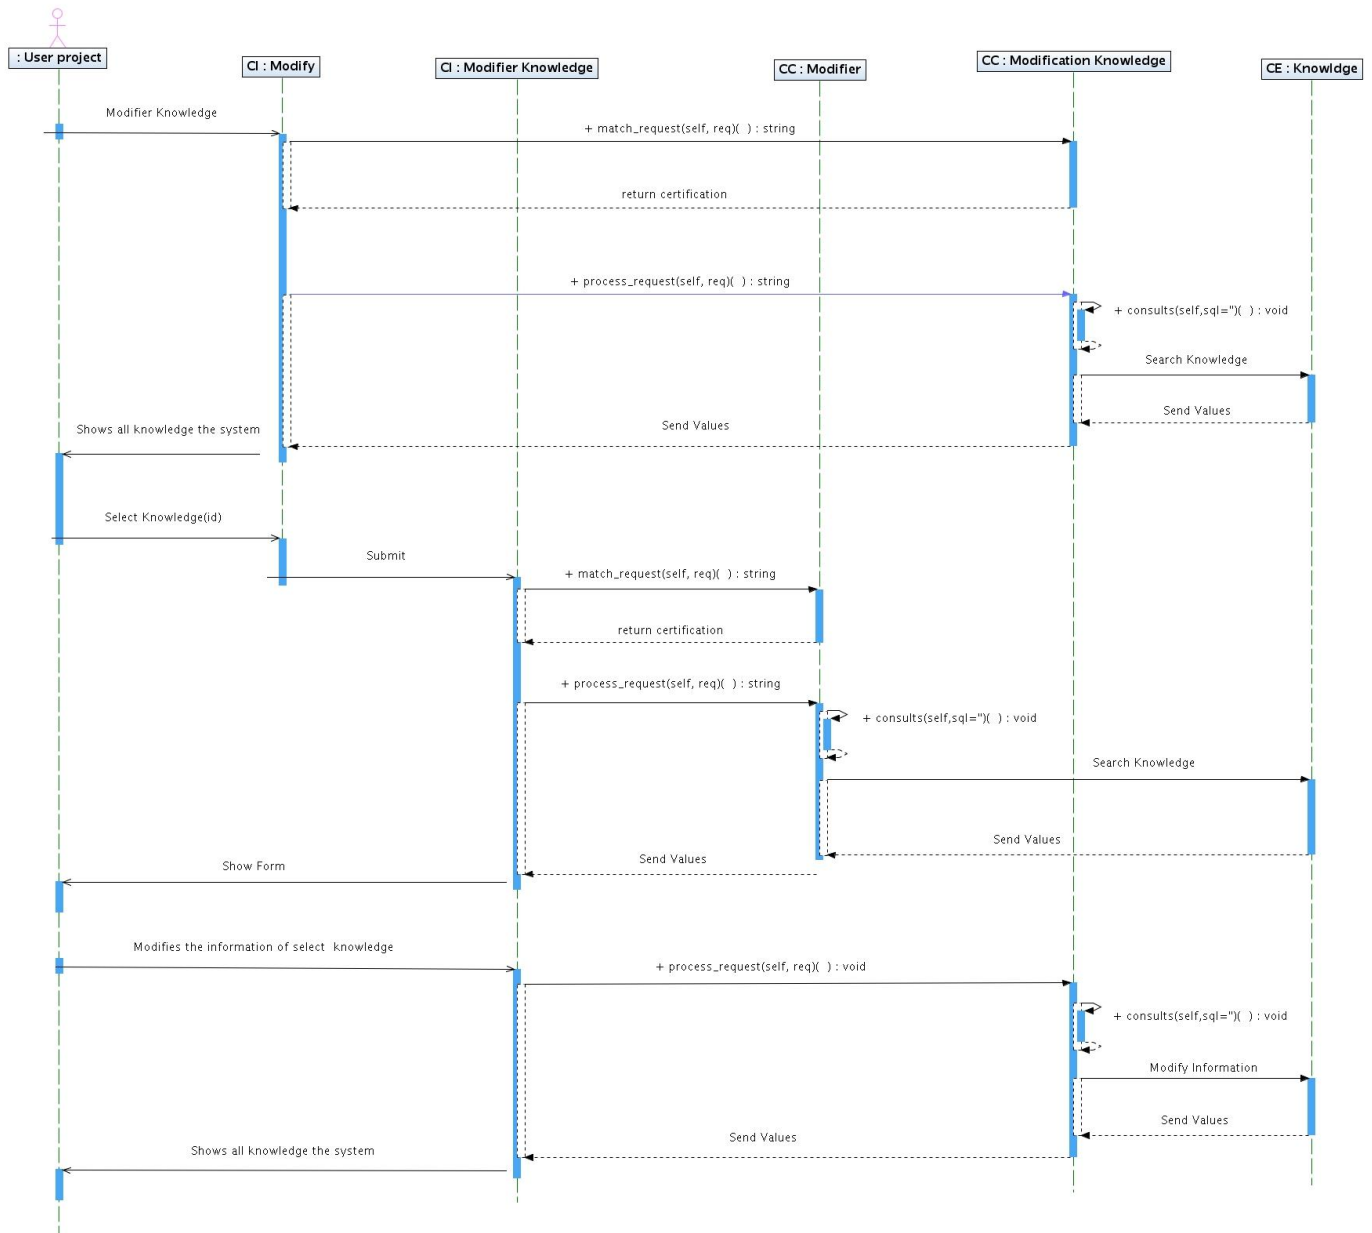 : User project
CI : Modify
CI : Modifier Knowledge
CC : Modifier
CC : Modification Knowledge
CE : Knowldge
Modifier Knowledge
+ match_request(self, req)(  ) : string
return certification
+ process_request(self, req)(  ) : string
+ consults(self,sql='')(  ) : void
Search Knowledge
Send Values
Send Values
Shows all knowledge the system
Select Knowledge(id)
Submit
+ match_request(self, req)(  ) : string
return certification
+ process_request(self, req)(  ) : string
+ consults(self,sql='')(  ) : void
Search Knowledge
Send Values
Send Values
Show Form
Modifies the information of select  knowledge
+ process_request(self, req)(  ) : void
+ consults(self,sql='')(  ) : void
Modify Information
Send Values
Send Values
Shows all knowledge the system